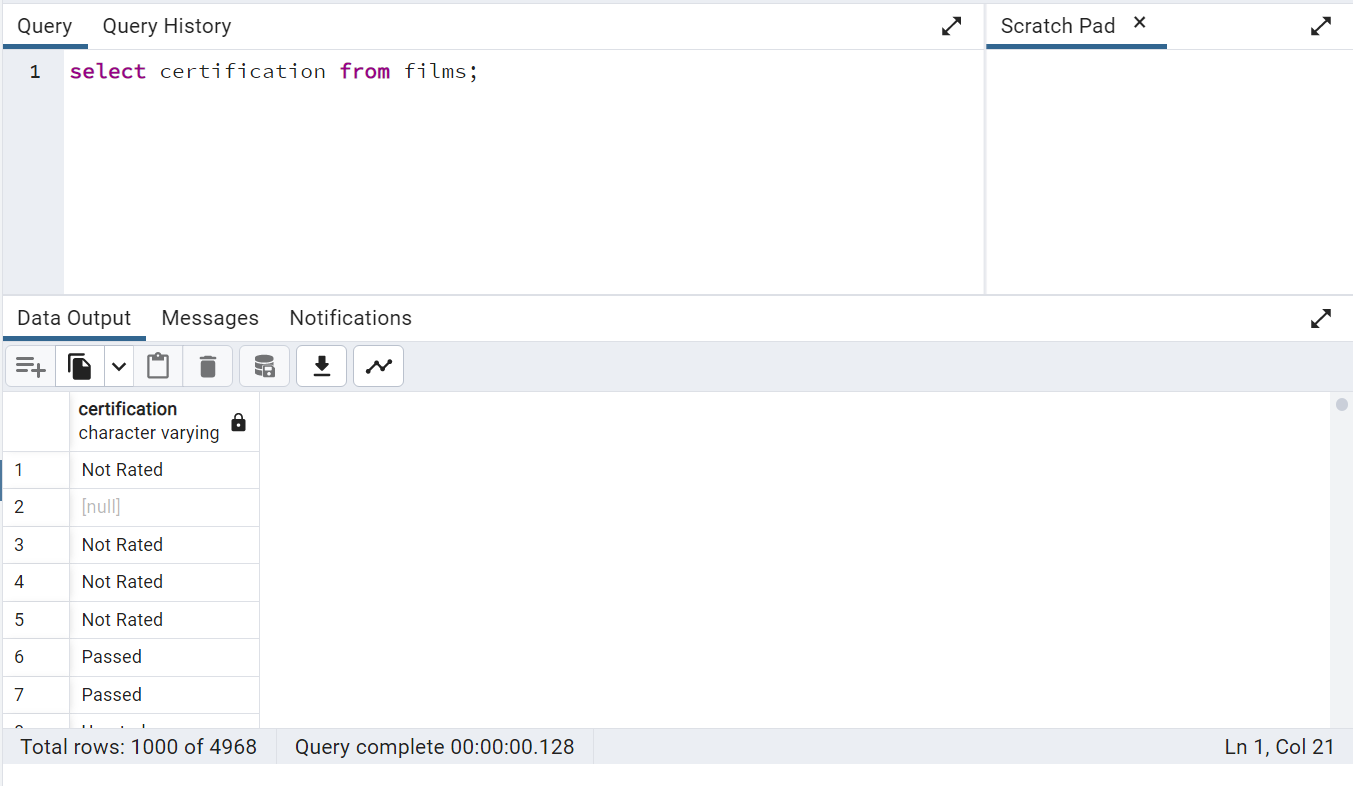 Query Query History Scratch Pad ×
1 select certification from films;
Data Output Messages Notifications
certification
character varying
1 Not Rated
2 [null]
3 Not Rated
4 Not Rated
5 Not Rated
6 Passed
7 Passed
Total rows: 1000 of 4968 Query complete 00:00:00.128 Ln 1, Col 21